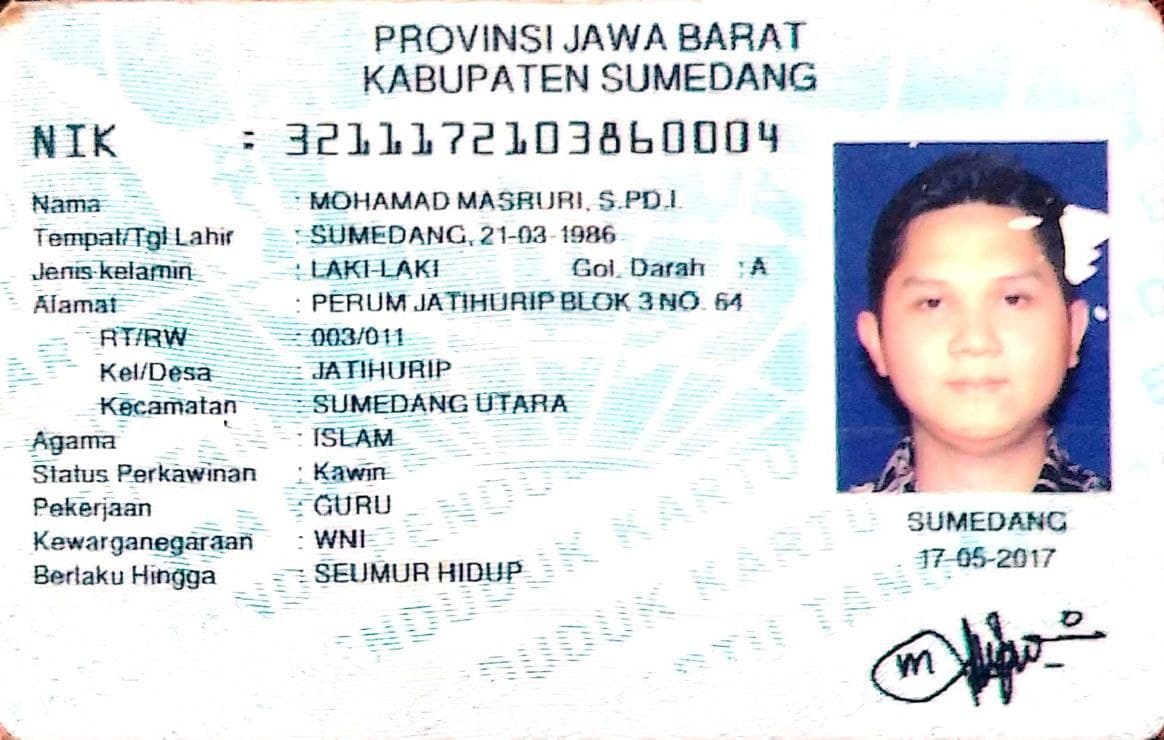 PROVINSI JAWA BARAT
KABUPATEN SUMEDANG
NIK : 3211172103860004
Nama : MOHAMAD MASRURI, S.PD.I.
Tempat/Tgl Lahir : SUMEDANG, 21-03-1986
Jenis kelamin : LAKI-LAKI Gol. Darah : A
Alamat : PERUM JATIHURIP BLOK 3 NO. 64
RT/RW : 003/011
Kel/Desa : JATIHURIP
Kecamatan : SUMEDANG UTARA
Agama : ISLAM
Status Perkawinan : Kawin
Pekerjaan : GURU
Kewarganegaraan : WNI
Berlaku Hingga : SEUMUR HIDUP
SUMEDANG
17-05-2017